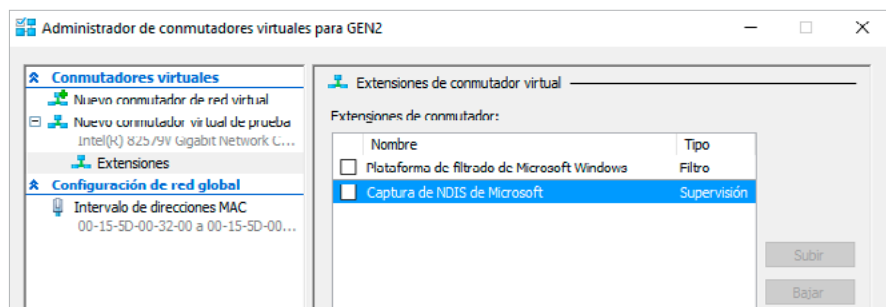 Administrador de conmutadores virtuales para GEN2
Conmutadores virtuales
Nuevo conmutador de red virtual
Nuevo conmutador virtual de prueba
Intel(R) 82579V Gigabit Network C...
Extensiones
Configuración de red global
Intervalo de direcciones MAC
00-15-5D-00-32-00 a 00-15-5D-00...
Extensiones de conmutador virtual
Extensiones de conmutador:
Nombre Tipo
Plataforma de filtrado de Microsoft Windows Filtro
Captura de NDIS de Microsoft Supervisión
Subir
Bajar